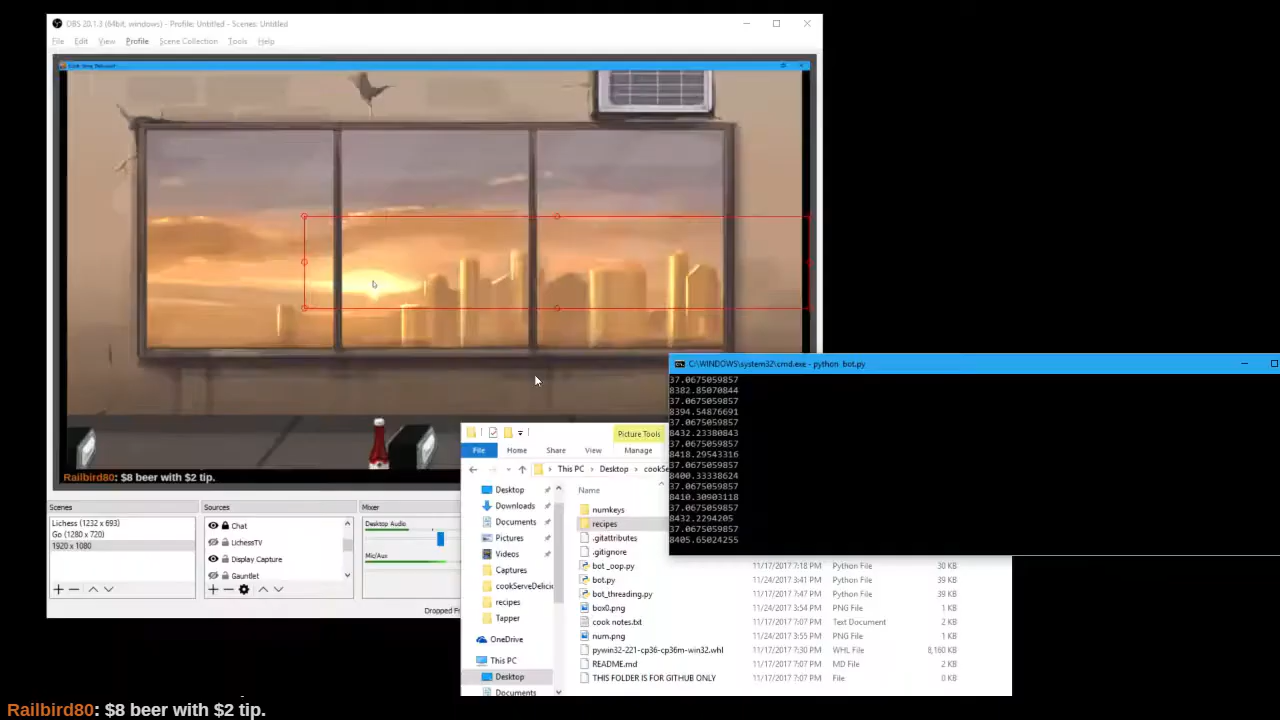 OBS 20.1.3 (64bit, windows) - Profile: Untitled - Scenes: Untitled
File Edit View Profile Scene Collection Tools Help
C:\WINDOWS\system32\cmd.exe - python bot.py
37.0675059857
8382.85070844
37.0675059857
8394.54876691
37.0675059857
8432.23380843
37.0675059857
8418.29543316
37.0675059857
8400.33338624
37.0675059857
8410.30903118
37.0675059857
8432.2294205
37.0675059857
8405.65024255
Railbird80: $8 beer with $2 tip.
Scenes
Lichess (1232 x 693)
Go (1280 x 720)
1920 x 1080
Sources
Chat
LichessTV
Display Capture
Gauntlet
Mixer
Desktop Audio
Mic/Aux
Picture Tools
File Home Share View Manage
This PC Desktop
Desktop
Downloads
Documents
Pictures
Videos
Captures
cookServeDelicio
recipes
Tapper
OneDrive
This PC
Desktop
Documents
Name
numkeys
recipes
.gitattributes
.gitignore
bot _oop.py 11/17/2017 7:18 PM Python File 30 KB
bot.py 11/24/2017 3:41 PM Python File 39 KB
bot_threading.py 11/17/2017 7:47 PM Python File 39 KB
box0.png 11/24/2017 3:54 PM PNG File 1 KB
cook notes.txt 11/17/2017 7:07 PM Text Document 2 KB
num.png 11/24/2017 3:55 PM PNG File 1 KB
pywin32-221-cp36-cp36m-win32.whl 11/17/2017 7:30 PM WHL File 8,160 KB
README.md 11/17/2017 7:07 PM MD File 2 KB
THIS FOLDER IS FOR GITHUB ONLY 11/17/2017 7:07 PM File 0 KB
Railbird80: $8 beer with $2 tip.